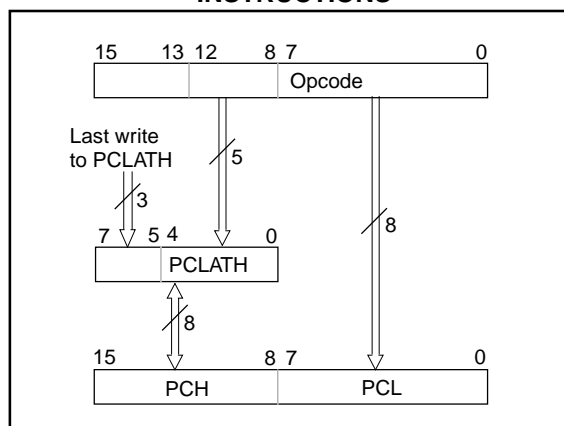 15 13 12 8 7 0
Opcode
Last write
to PCLATH
5
3
8
7 5 4 0
PCLATH
8
15 8 7 0
PCH PCL